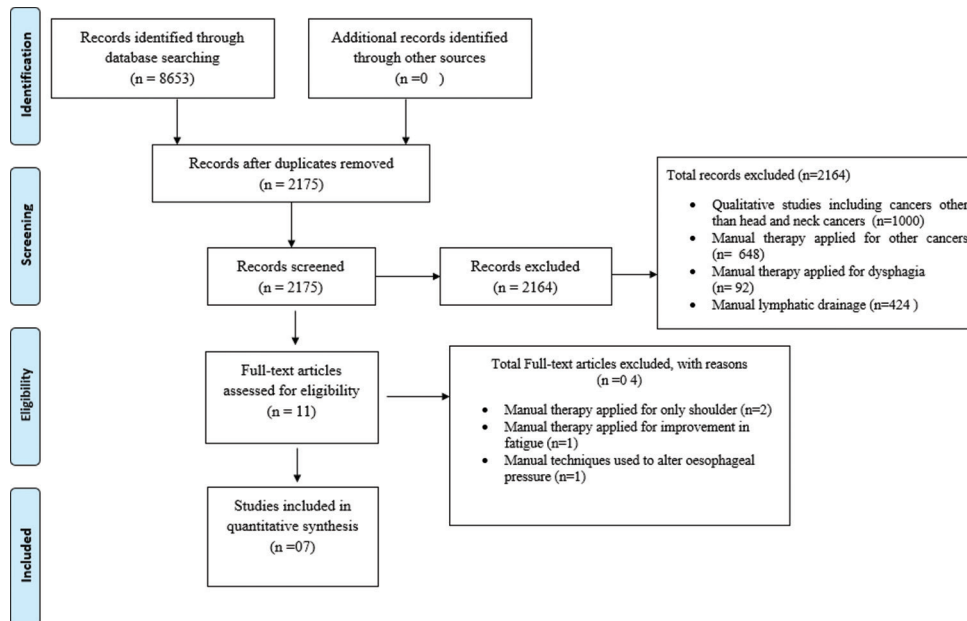 Identification
Records identified through
database searching
(n = 8653)
Additional records identified
through other sources
(n =0   )
Records after duplicates removed
(n = 2175)
Screening
Records screened
(n = 2175)
Records excluded
(n = 2164)
Total records excluded (n=2164)
• Qualitative studies including cancers other
than head and neck cancers (n=1000)
• Manual therapy applied for other cancers
(n= 648)
• Manual therapy applied for dysphagia
(n= 92)
• Manual lymphatic drainage (n=424 )
Eligibility
Full-text articles
assessed for eligibility
(n = 11)
Total Full-text articles excluded, with reasons
(n =0 4)
• Manual therapy applied for only shoulder (n=2)
• Manual therapy applied for improvement in
fatigue (n=1)
• Manual techniques used to alter oesophageal
pressure (n=1)
Included
Studies included in
quantitative synthesis
(n =07)